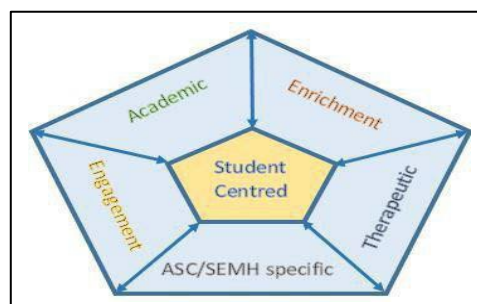 Academic
Enrichment
Student
Centred
Engagement
Therapeutic
ASC/SEMH specific